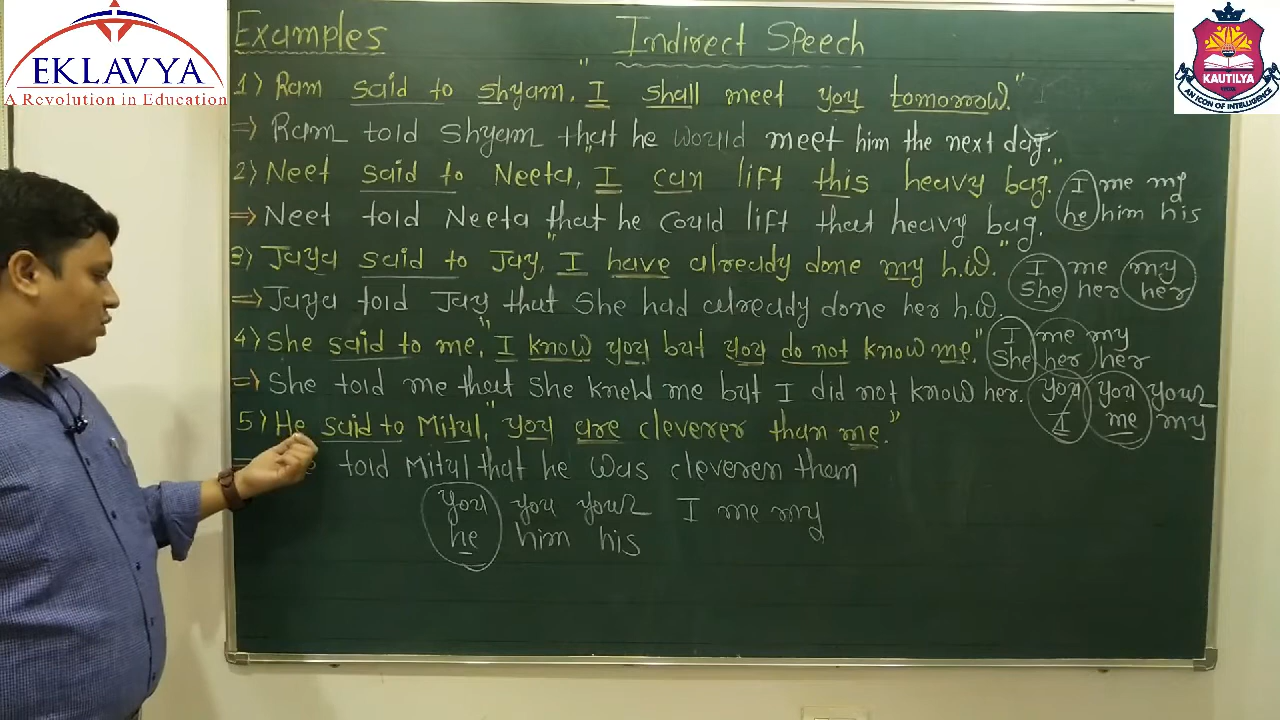 EKLAVYA
A Revolution in Education
KAUTILYA
AN ICON OF INTELLIGENCE
Examples
Indirect Speech
1) Ram said to shyam, "I shall meet you tomorrow."
=> Ram told Shyam that he would meet him the next day.
2) Neet said to Neeta, "I can lift this heavy bag."
=> Neet told Neeta that he could lift that heavy bag.
I me my
he him his
3) Jaya said to Jay, "I have already done my h.w."
=> Jaya told Jay that She had already done her h.w.
I me my
She her her
4) She said to me, "I know you but you do not know me."
=> She told me that She knew me but I did not know her.
I me my
She her her
you you your
I me my
5) He said to Mitul, "you are cleverer than me."
=> e told Mitul that he was cleverer than
you you your I me my
he him his